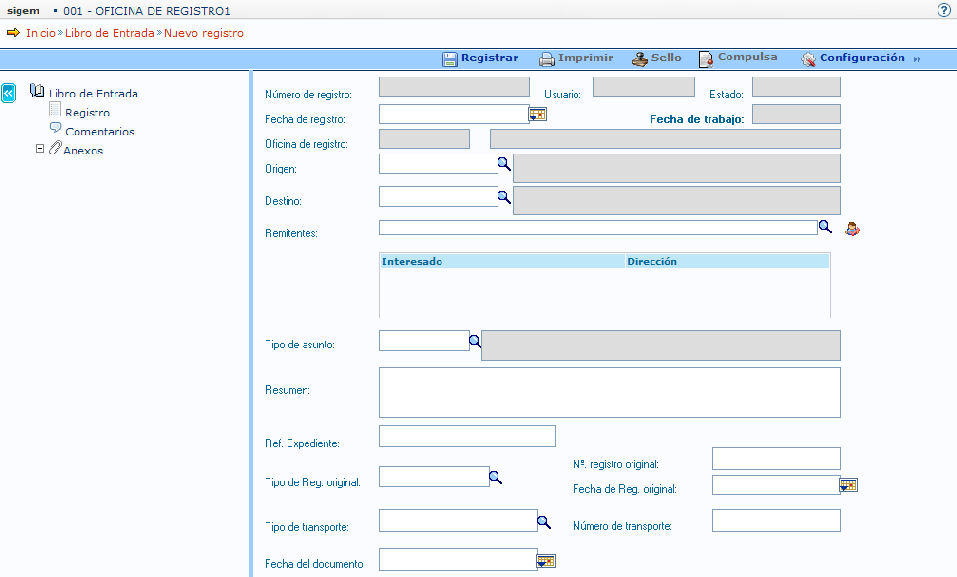 sigem • 001 - OFICINA DE REGISTRO1
Inicio»Libro de Entrada»Nuevo registro
Registrar Imprimir Sello Compulsa Configuración »
Libro de Entrada
Registro
Comentarios
Anexos
Número de registro: Usuario: Estado:
Fecha de registro: Fecha de trabajo:
Oficina de registro:
Origen:
Destino:
Remitentes:
Interesado Dirección
Tipo de asunto:
Resumen:
Ref. Expediente:
Nº. registro original:
Tipo de Reg. original:
Fecha de Reg. original:
Tipo de transporte: Número de transporte:
Fecha del documento